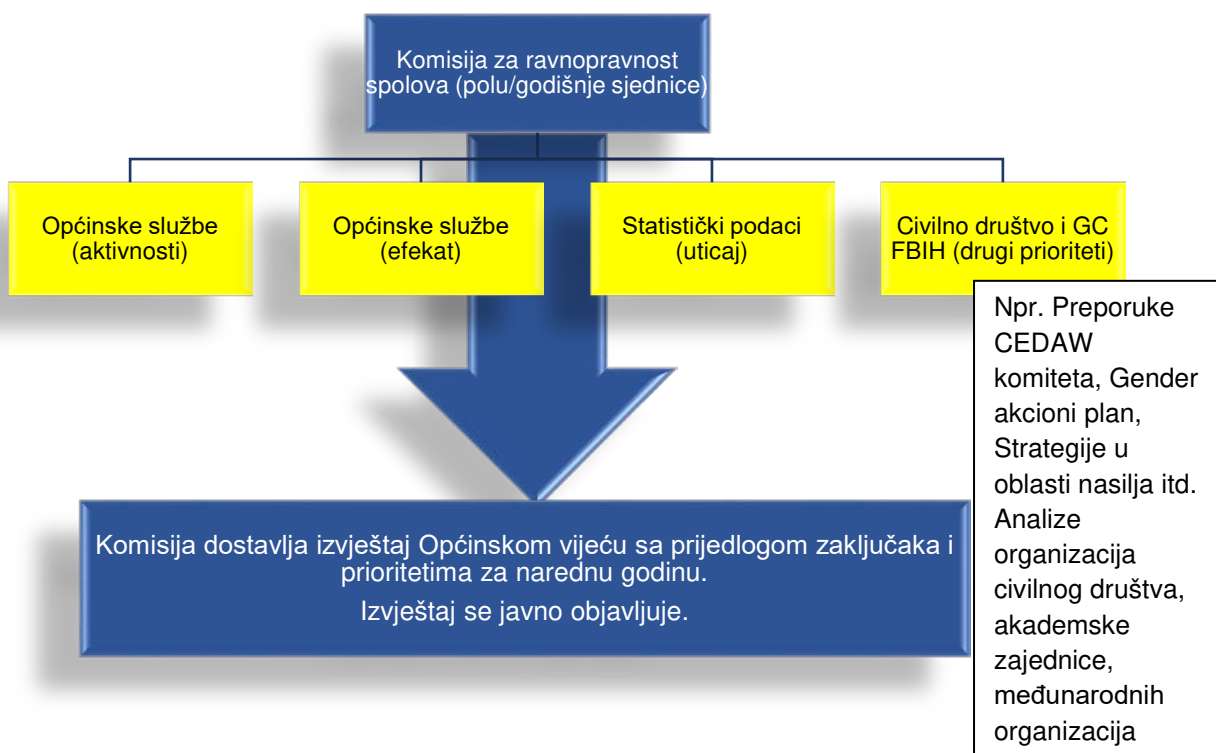 Komisija za ravnopravnost
spolova (polu/godišnje sjednice)
Općinske službe
(aktivnosti)
Općinske službe
(efekat)
Statistički podaci
(uticaj)
Civilno društvo i GC
FBIH (drugi prioriteti)
Npr. Preporuke
CEDAW
komiteta, Gender
akcioni plan,
Strategije u
oblasti nasilja itd.
Analize
organizacija
civilnog društva,
akademske
zajednice,
međunarodnih
organizacija
Komisija dostavlja izvještaj Općinskom vijeću sa prijedlogom zaključaka i
prioritetima za narednu godinu.
Izvještaj se javno objavljuje.